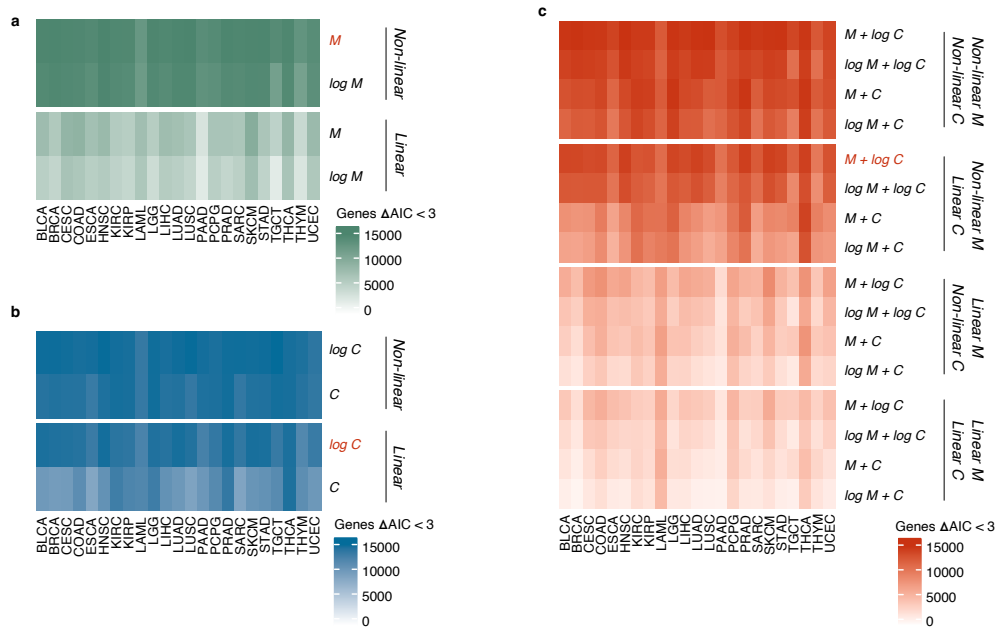 a
M
log M
Non-linear
M
log M
Linear
BLCA
BRCA
CESC
COAD
ESCA
HNSC
KIRC
KIRP
LAML
LGG
LIHC
LUAD
LUSC
PAAD
PCPG
PRAD
SARC
SKCM
STAD
TGCT
THCA
THYM
UCEC
Genes ΔAIC < 3
15000
10000
5000
0
b
log C
C
Non-linear
log C
C
Linear
BLCA
BRCA
CESC
COAD
ESCA
HNSC
KIRC
KIRP
LAML
LGG
LIHC
LUAD
LUSC
PAAD
PCPG
PRAD
SARC
SKCM
STAD
TGCT
THCA
THYM
UCEC
Genes ΔAIC < 3
15000
10000
5000
0
c
M + log C
log M + log C
M + C
log M + C
Non-linear M
Non-linear C
M + log C
log M + log C
M + C
log M + C
Non-linear M
Linear C
M + log C
log M + log C
M + C
log M + C
Linear M
Non-linear C
M + log C
log M + log C
M + C
log M + C
Linear M
Linear C
BLCA
BRCA
CESC
COAD
ESCA
HNSC
KIRC
KIRP
LAML
LGG
LIHC
LUAD
LUSC
PAAD
PCPG
PRAD
SARC
SKCM
STAD
TGCT
THCA
THYM
UCEC
Genes ΔAIC < 3
15000
10000
5000
0